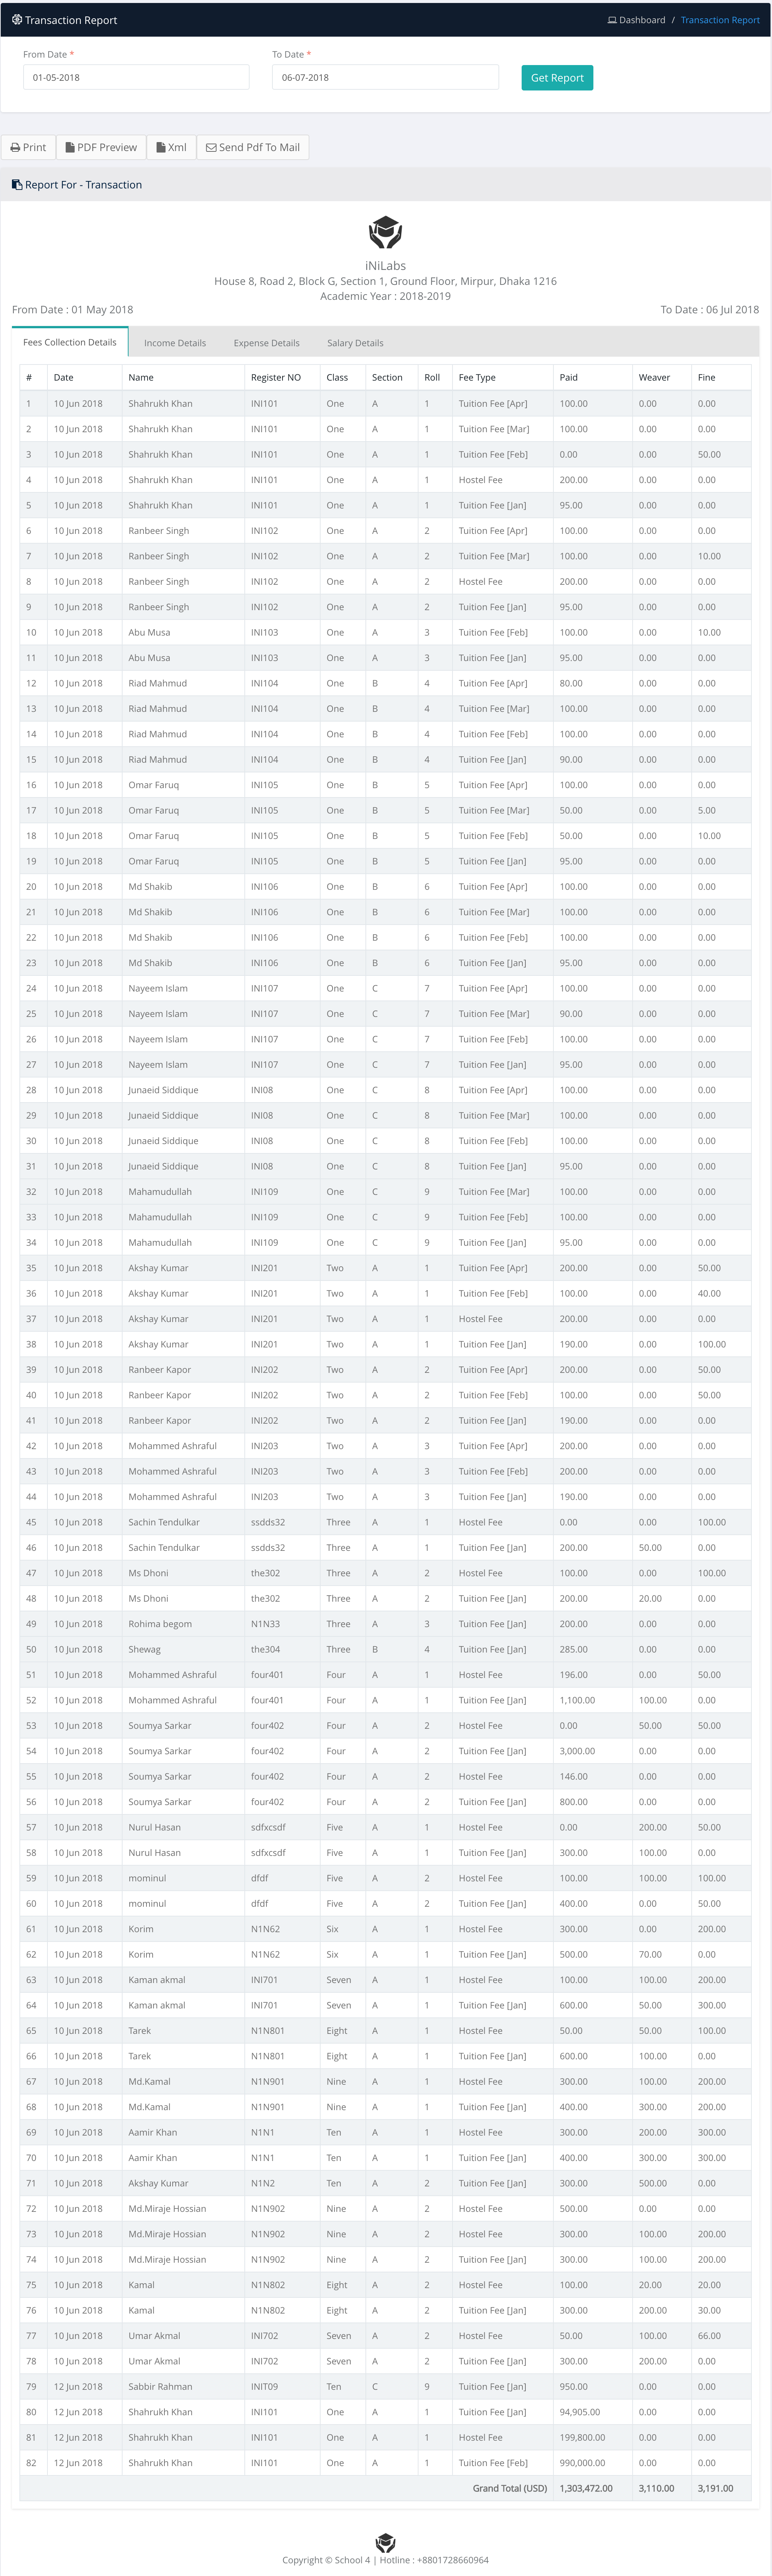 Transaction Report
Dashboard / Transaction Report
From Date * To Date *
01-05-2018 06-07-2018 Get Report
Print PDF Preview Xml Send Pdf To Mail
Report For - Transaction
iNiLabs
House 8, Road 2, Block G, Section 1, Ground Floor, Mirpur, Dhaka 1216
Academic Year : 2018-2019
From Date : 01 May 2018 To Date : 06 Jul 2018
Fees Collection Details Income Details Expense Details Salary Details
# Date Name Register NO Class Section Roll Fee Type Paid Weaver Fine
1 10 Jun 2018 Shahrukh Khan INI101 One A 1 Tuition Fee [Apr] 100.00 0.00 0.00
2 10 Jun 2018 Shahrukh Khan INI101 One A 1 Tuition Fee [Mar] 100.00 0.00 0.00
3 10 Jun 2018 Shahrukh Khan INI101 One A 1 Tuition Fee [Feb] 0.00 0.00 50.00
4 10 Jun 2018 Shahrukh Khan INI101 One A 1 Hostel Fee 200.00 0.00 0.00
5 10 Jun 2018 Shahrukh Khan INI101 One A 1 Tuition Fee [Jan] 95.00 0.00 0.00
6 10 Jun 2018 Ranbeer Singh INI102 One A 2 Tuition Fee [Apr] 100.00 0.00 0.00
7 10 Jun 2018 Ranbeer Singh INI102 One A 2 Tuition Fee [Mar] 100.00 0.00 10.00
8 10 Jun 2018 Ranbeer Singh INI102 One A 2 Hostel Fee 200.00 0.00 0.00
9 10 Jun 2018 Ranbeer Singh INI102 One A 2 Tuition Fee [Jan] 95.00 0.00 0.00
10 10 Jun 2018 Abu Musa INI103 One A 3 Tuition Fee [Feb] 100.00 0.00 10.00
11 10 Jun 2018 Abu Musa INI103 One A 3 Tuition Fee [Jan] 95.00 0.00 0.00
12 10 Jun 2018 Riad Mahmud INI104 One B 4 Tuition Fee [Apr] 80.00 0.00 0.00
13 10 Jun 2018 Riad Mahmud INI104 One B 4 Tuition Fee [Mar] 100.00 0.00 0.00
14 10 Jun 2018 Riad Mahmud INI104 One B 4 Tuition Fee [Feb] 100.00 0.00 0.00
15 10 Jun 2018 Riad Mahmud INI104 One B 4 Tuition Fee [Jan] 90.00 0.00 0.00
16 10 Jun 2018 Omar Faruq INI105 One B 5 Tuition Fee [Apr] 100.00 0.00 0.00
17 10 Jun 2018 Omar Faruq INI105 One B 5 Tuition Fee [Mar] 50.00 0.00 5.00
18 10 Jun 2018 Omar Faruq INI105 One B 5 Tuition Fee [Feb] 50.00 0.00 10.00
19 10 Jun 2018 Omar Faruq INI105 One B 5 Tuition Fee [Jan] 95.00 0.00 0.00
20 10 Jun 2018 Md Shakib INI106 One B 6 Tuition Fee [Apr] 100.00 0.00 0.00
21 10 Jun 2018 Md Shakib INI106 One B 6 Tuition Fee [Mar] 100.00 0.00 0.00
22 10 Jun 2018 Md Shakib INI106 One B 6 Tuition Fee [Feb] 100.00 0.00 0.00
23 10 Jun 2018 Md Shakib INI106 One B 6 Tuition Fee [Jan] 95.00 0.00 0.00
24 10 Jun 2018 Nayeem Islam INI107 One C 7 Tuition Fee [Apr] 100.00 0.00 0.00
25 10 Jun 2018 Nayeem Islam INI107 One C 7 Tuition Fee [Mar] 90.00 0.00 0.00
26 10 Jun 2018 Nayeem Islam INI107 One C 7 Tuition Fee [Feb] 100.00 0.00 0.00
27 10 Jun 2018 Nayeem Islam INI107 One C 7 Tuition Fee [Jan] 95.00 0.00 0.00
28 10 Jun 2018 Junaeid Siddique INI08 One C 8 Tuition Fee [Apr] 100.00 0.00 0.00
29 10 Jun 2018 Junaeid Siddique INI08 One C 8 Tuition Fee [Mar] 100.00 0.00 0.00
30 10 Jun 2018 Junaeid Siddique INI08 One C 8 Tuition Fee [Feb] 100.00 0.00 0.00
31 10 Jun 2018 Junaeid Siddique INI08 One C 8 Tuition Fee [Jan] 95.00 0.00 0.00
32 10 Jun 2018 Mahamudullah INI109 One C 9 Tuition Fee [Mar] 100.00 0.00 0.00
33 10 Jun 2018 Mahamudullah INI109 One C 9 Tuition Fee [Feb] 100.00 0.00 0.00
34 10 Jun 2018 Mahamudullah INI109 One C 9 Tuition Fee [Jan] 95.00 0.00 0.00
35 10 Jun 2018 Akshay Kumar INI201 Two A 1 Tuition Fee [Apr] 200.00 0.00 50.00
36 10 Jun 2018 Akshay Kumar INI201 Two A 1 Tuition Fee [Feb] 100.00 0.00 40.00
37 10 Jun 2018 Akshay Kumar INI201 Two A 1 Hostel Fee 200.00 0.00 0.00
38 10 Jun 2018 Akshay Kumar INI201 Two A 1 Tuition Fee [Jan] 190.00 0.00 100.00
39 10 Jun 2018 Ranbeer Kapor INI202 Two A 2 Tuition Fee [Apr] 200.00 0.00 50.00
40 10 Jun 2018 Ranbeer Kapor INI202 Two A 2 Tuition Fee [Feb] 100.00 0.00 50.00
41 10 Jun 2018 Ranbeer Kapor INI202 Two A 2 Tuition Fee [Jan] 190.00 0.00 0.00
42 10 Jun 2018 Mohammed Ashraful INI203 Two A 3 Tuition Fee [Apr] 200.00 0.00 0.00
43 10 Jun 2018 Mohammed Ashraful INI203 Two A 3 Tuition Fee [Feb] 200.00 0.00 0.00
44 10 Jun 2018 Mohammed Ashraful INI203 Two A 3 Tuition Fee [Jan] 190.00 0.00 0.00
45 10 Jun 2018 Sachin Tendulkar ssdds32 Three A 1 Hostel Fee 0.00 0.00 100.00
46 10 Jun 2018 Sachin Tendulkar ssdds32 Three A 1 Tuition Fee [Jan] 200.00 50.00 0.00
47 10 Jun 2018 Ms Dhoni the302 Three A 2 Hostel Fee 100.00 0.00 100.00
48 10 Jun 2018 Ms Dhoni the302 Three A 2 Tuition Fee [Jan] 200.00 20.00 0.00
49 10 Jun 2018 Rohima begom N1N33 Three A 3 Tuition Fee [Jan] 200.00 0.00 0.00
50 10 Jun 2018 Shewag the304 Three B 4 Tuition Fee [Jan] 285.00 0.00 0.00
51 10 Jun 2018 Mohammed Ashraful four401 Four A 1 Hostel Fee 196.00 0.00 50.00
52 10 Jun 2018 Mohammed Ashraful four401 Four A 1 Tuition Fee [Jan] 1,100.00 100.00 0.00
53 10 Jun 2018 Soumya Sarkar four402 Four A 2 Hostel Fee 0.00 50.00 50.00
54 10 Jun 2018 Soumya Sarkar four402 Four A 2 Tuition Fee [Jan] 3,000.00 0.00 0.00
55 10 Jun 2018 Soumya Sarkar four402 Four A 2 Hostel Fee 146.00 0.00 0.00
56 10 Jun 2018 Soumya Sarkar four402 Four A 2 Tuition Fee [Jan] 800.00 0.00 0.00
57 10 Jun 2018 Nurul Hasan sdfxcsdf Five A 1 Hostel Fee 0.00 200.00 50.00
58 10 Jun 2018 Nurul Hasan sdfxcsdf Five A 1 Tuition Fee [Jan] 300.00 100.00 0.00
59 10 Jun 2018 mominul dfdf Five A 2 Hostel Fee 100.00 100.00 100.00
60 10 Jun 2018 mominul dfdf Five A 2 Tuition Fee [Jan] 400.00 0.00 50.00
61 10 Jun 2018 Korim N1N62 Six A 1 Hostel Fee 300.00 0.00 200.00
62 10 Jun 2018 Korim N1N62 Six A 1 Tuition Fee [Jan] 500.00 70.00 0.00
63 10 Jun 2018 Kaman akmal INI701 Seven A 1 Hostel Fee 100.00 100.00 200.00
64 10 Jun 2018 Kaman akmal INI701 Seven A 1 Tuition Fee [Jan] 600.00 50.00 300.00
65 10 Jun 2018 Tarek N1N801 Eight A 1 Hostel Fee 50.00 50.00 100.00
66 10 Jun 2018 Tarek N1N801 Eight A 1 Tuition Fee [Jan] 600.00 100.00 0.00
67 10 Jun 2018 Md.Kamal N1N901 Nine A 1 Hostel Fee 300.00 100.00 200.00
68 10 Jun 2018 Md.Kamal N1N901 Nine A 1 Tuition Fee [Jan] 400.00 300.00 200.00
69 10 Jun 2018 Aamir Khan N1N1 Ten A 1 Hostel Fee 300.00 200.00 300.00
70 10 Jun 2018 Aamir Khan N1N1 Ten A 1 Tuition Fee [Jan] 400.00 300.00 300.00
71 10 Jun 2018 Akshay Kumar N1N2 Ten A 2 Tuition Fee [Jan] 300.00 500.00 0.00
72 10 Jun 2018 Md.Miraje Hossian N1N902 Nine A 2 Hostel Fee 500.00 0.00 0.00
73 10 Jun 2018 Md.Miraje Hossian N1N902 Nine A 2 Hostel Fee 300.00 100.00 200.00
74 10 Jun 2018 Md.Miraje Hossian N1N902 Nine A 2 Tuition Fee [Jan] 300.00 100.00 200.00
75 10 Jun 2018 Kamal N1N802 Eight A 2 Hostel Fee 100.00 20.00 20.00
76 10 Jun 2018 Kamal N1N802 Eight A 2 Tuition Fee [Jan] 300.00 200.00 30.00
77 10 Jun 2018 Umar Akmal INI702 Seven A 2 Hostel Fee 50.00 100.00 66.00
78 10 Jun 2018 Umar Akmal INI702 Seven A 2 Tuition Fee [Jan] 300.00 200.00 0.00
79 12 Jun 2018 Sabbir Rahman INIT09 Ten C 9 Tuition Fee [Jan] 950.00 0.00 0.00
80 12 Jun 2018 Shahrukh Khan INI101 One A 1 Tuition Fee [Jan] 94,905.00 0.00 0.00
81 12 Jun 2018 Shahrukh Khan INI101 One A 1 Hostel Fee 199,800.00 0.00 0.00
82 12 Jun 2018 Shahrukh Khan INI101 One A 1 Tuition Fee [Feb] 990,000.00 0.00 0.00
Grand Total (USD) 1,303,472.00 3,110.00 3,191.00
Copyright © School 4 | Hotline : +8801728660964